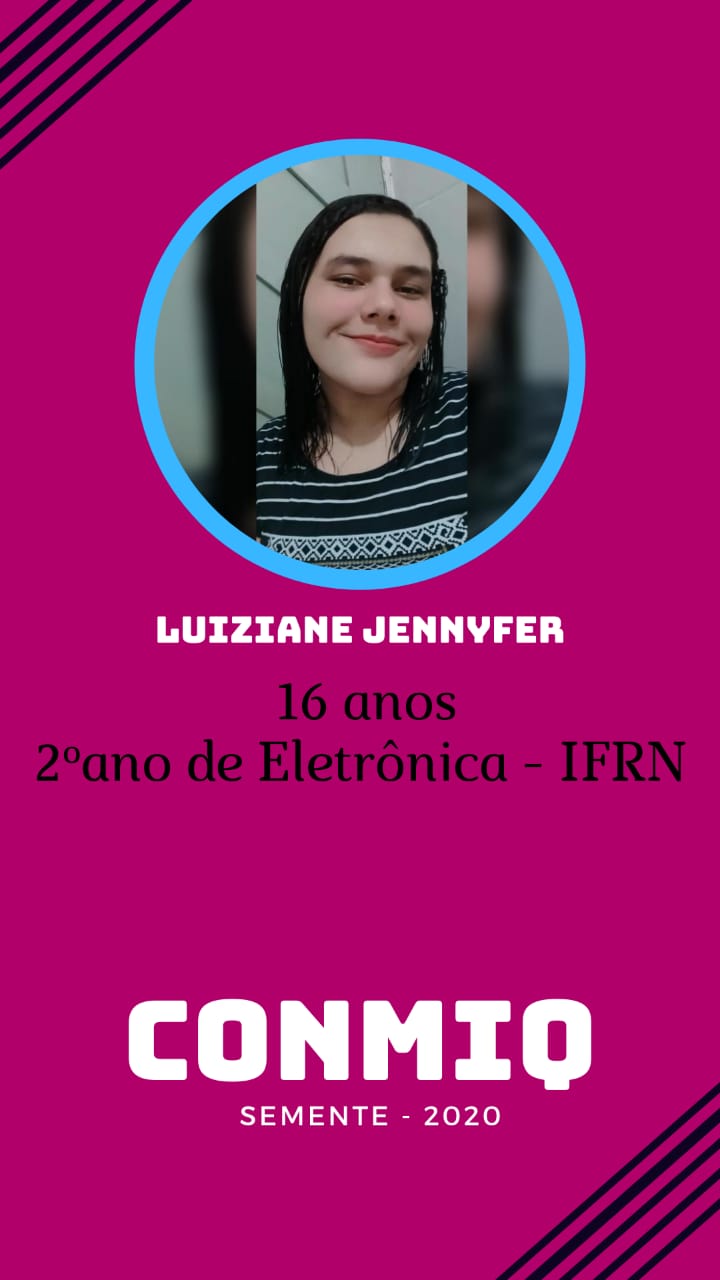 LUIZIANE JENNYFER
16 anos
2ºano de Eletrônica - IFRN
CONMIQ
SEMENTE - 2020